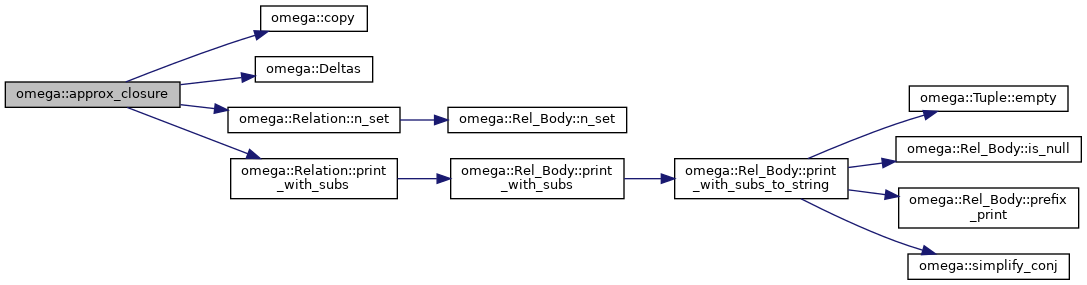 omega::approx_closure
omega::copy
omega::Deltas
omega::Relation::n_set
omega::Rel_Body::n_set
omega::Relation::print
_with_subs
omega::Rel_Body::print
_with_subs
omega::Rel_Body::print
_with_subs_to_string
omega::Tuple::empty
omega::Rel_Body::is_null
omega::Rel_Body::prefix
_print
omega::simplify_conj